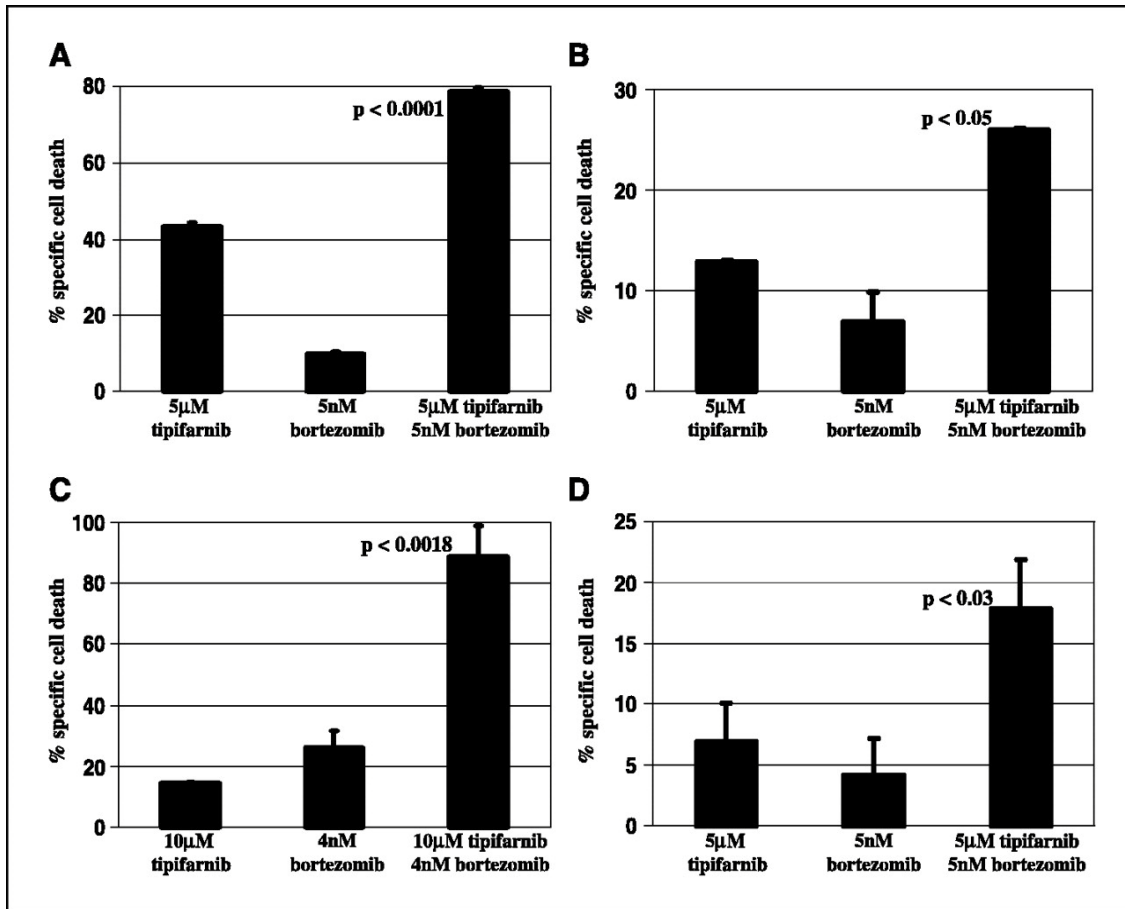 A
% specific cell death
80
60
40
20
0
p < 0.0001
5μM
tipifarnib
5nM
bortezomib
5μM tipifarnib
5nM bortezomib
B
% specific cell death
30
20
10
0
p < 0.05
5μM
tipifarnib
5nM
bortezomib
5μM tipifarnib
5nM bortezomib
C
% specific cell death
100
80
60
40
20
0
p < 0.0018
10μM
tipifarnib
4nM
bortezomib
10μM tipifarnib
4nM bortezomib
D
% specific cell death
25
20
15
10
5
0
p < 0.03
5μM
tipifarnib
5nM
bortezomib
5μM tipifarnib
5nM bortezomib